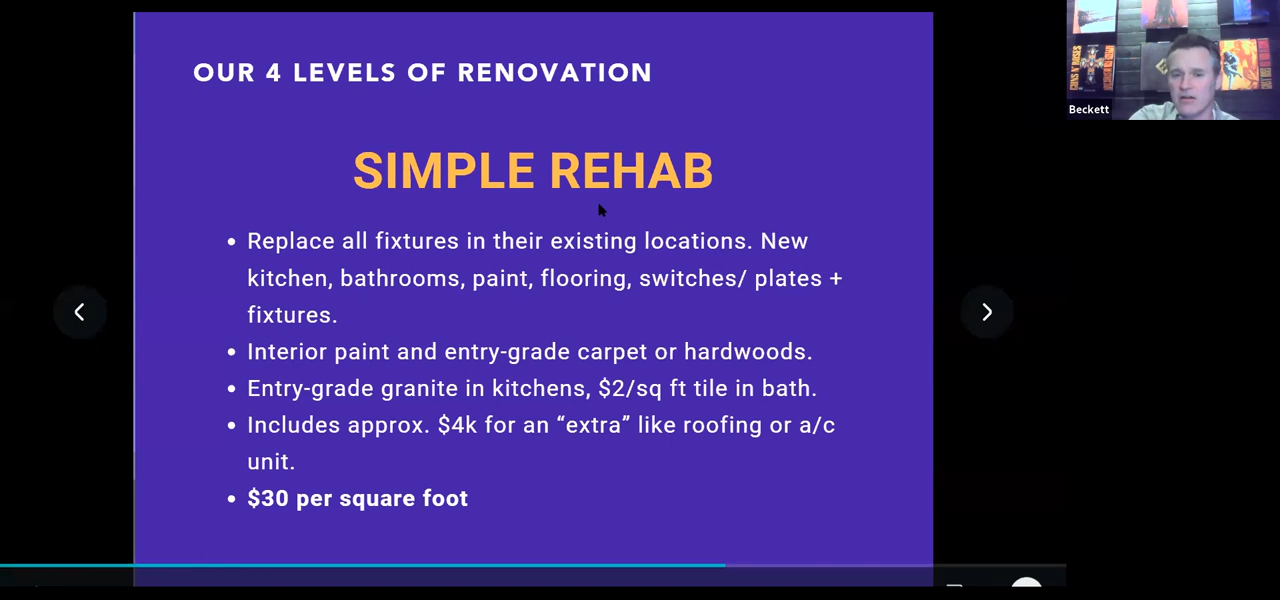 OUR 4 LEVELS OF RENOVATION
SIMPLE REHAB
• Replace all fixtures in their existing locations. New
kitchen, bathrooms, paint, flooring, switches/ plates +
fixtures.
• Interior paint and entry-grade carpet or hardwoods.
• Entry-grade granite in kitchens, $2/sq ft tile in bath.
• Includes approx. $4k for an “extra” like roofing or a/c
unit.
• $30 per square foot
GUNS N' ROSES
Beckett